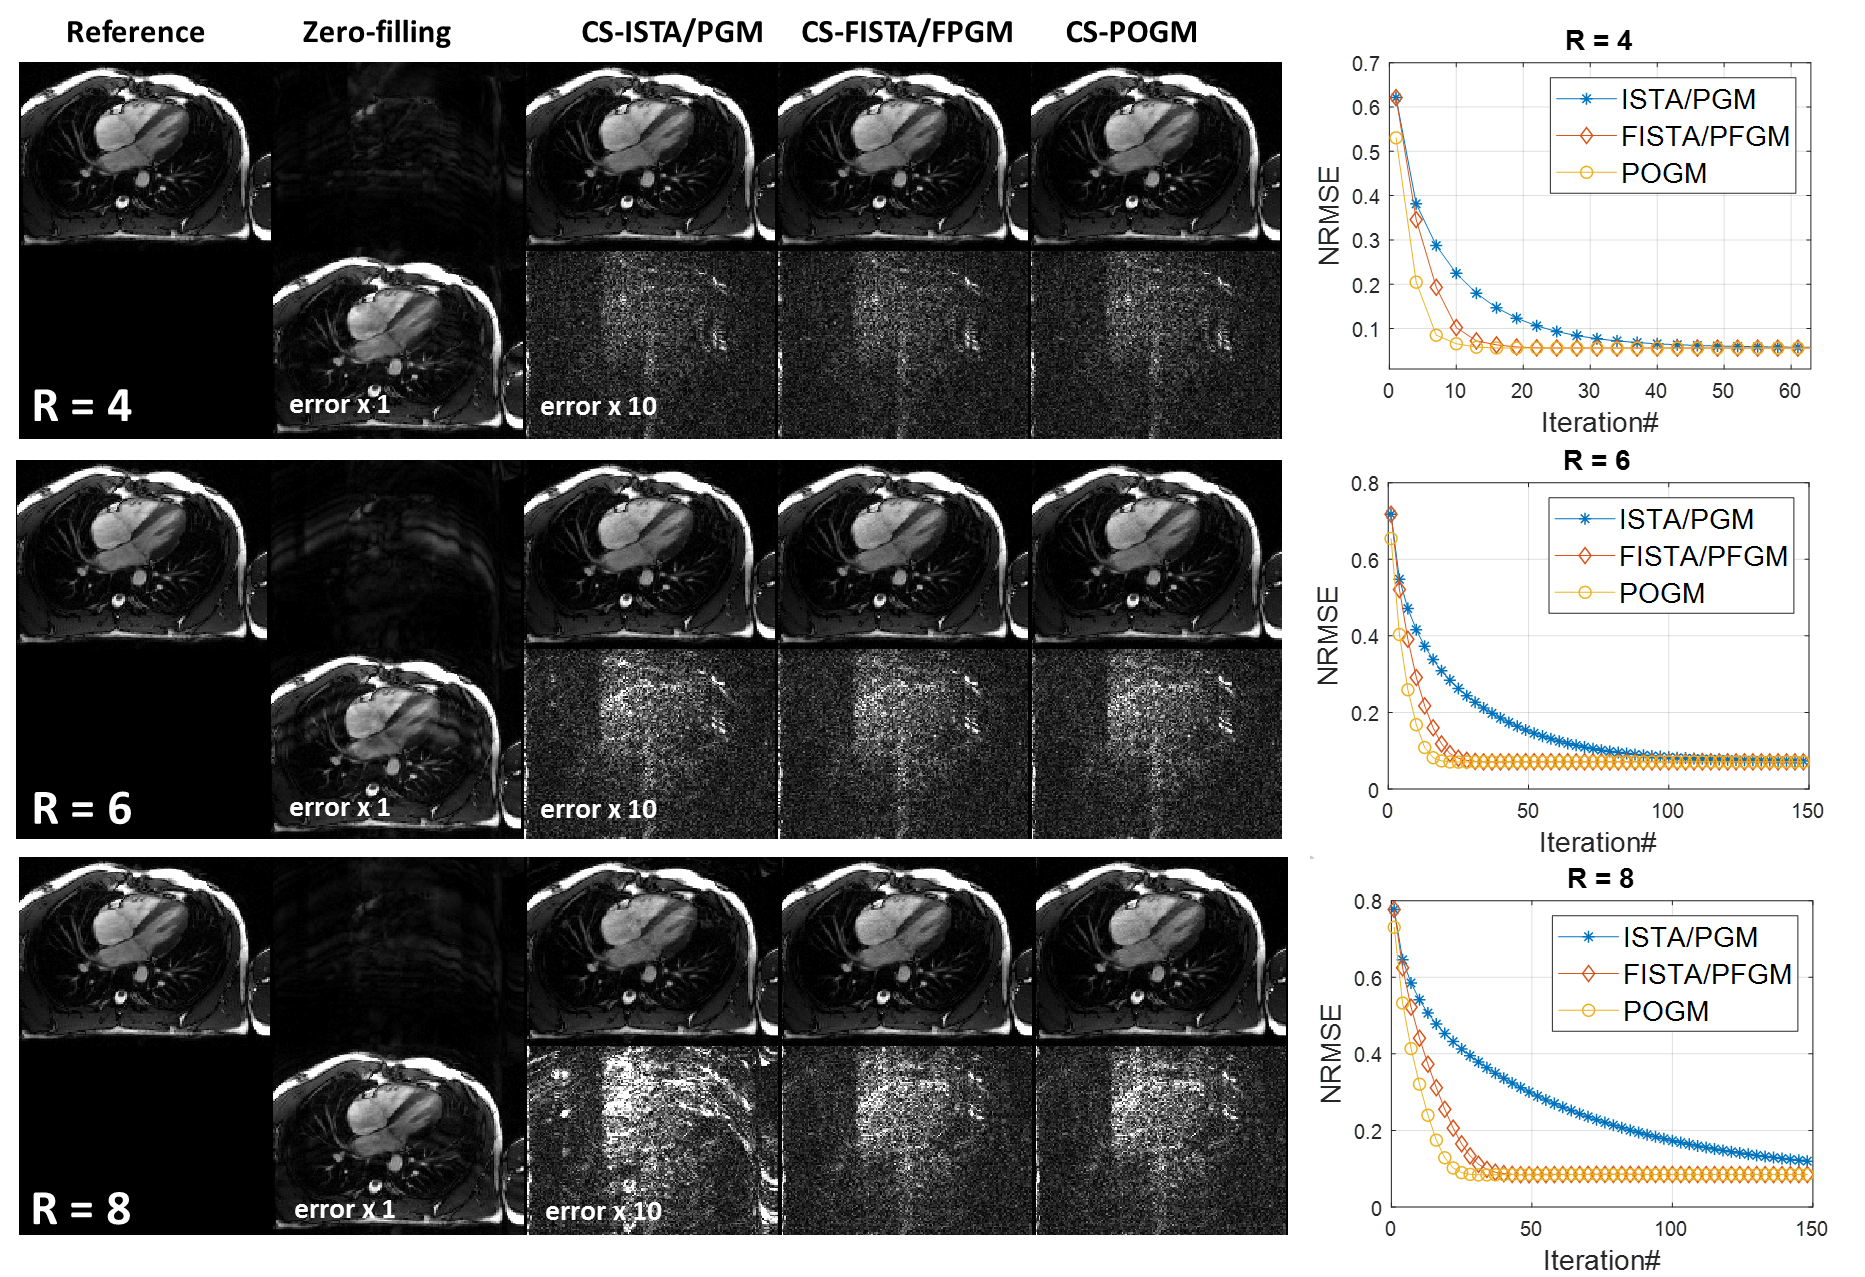 Reference Zero-filling CS-ISTA/PGM CS-FISTA/FPGM CS-POGM
R = 4
error x 1
error x 10
R = 6
error x 1
error x 10
R = 8
error x 1
error x 10
R = 4
0.7
0.6
0.5
0.4
0.3
0.2
0.1
NRMSE
ISTA/PGM
FISTA/PFGM
POGM
0 10 20 30 40 50 60
Iteration#
R = 6
0.8
0.6
0.4
0.2
0
NRMSE
ISTA/PGM
FISTA/PFGM
POGM
0 50 100 150
Iteration#
R = 8
0.8
0.6
0.4
0.2
0
NRMSE
ISTA/PGM
FISTA/PFGM
POGM
0 50 100 150
Iteration#